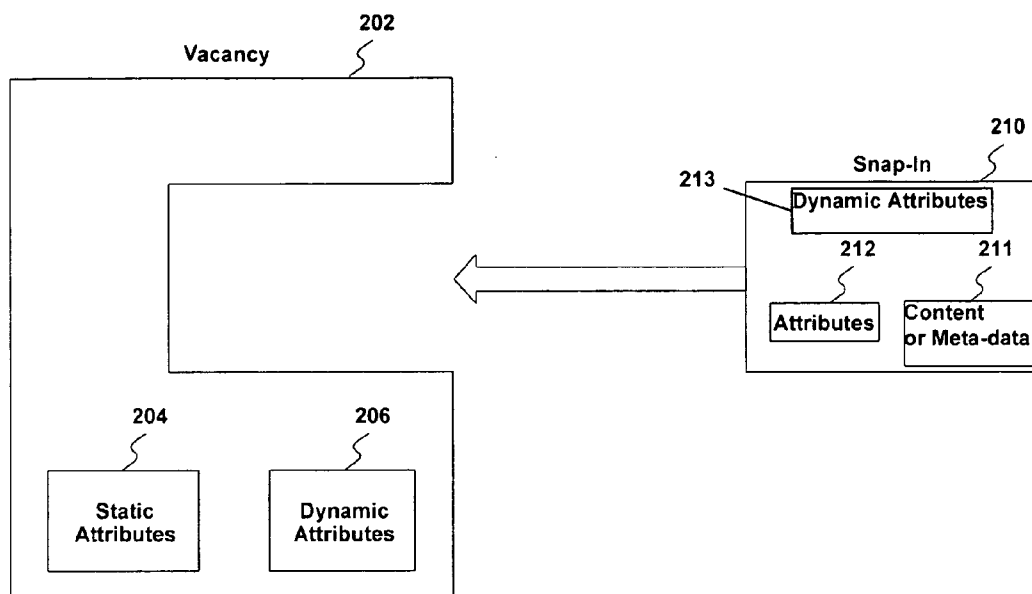 202
Vacancy
210
Snap-In
213
Dynamic Attributes
212
211
Attributes
Content
or Meta-data
204
206
Static
Attributes
Dynamic
Attributes